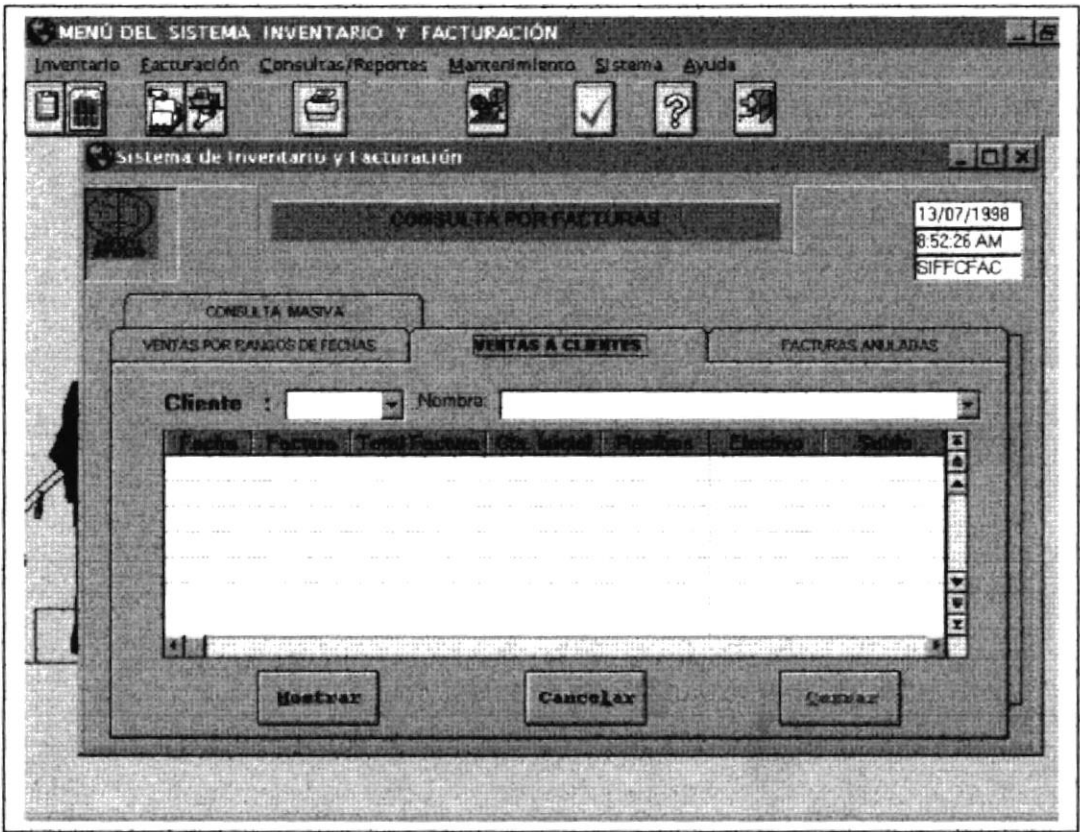 MENÚ DEL SISTEMA INVENTARIO Y FACTURACIÓN
Inventario Facturación Consultas/Reportes Mantenimiento Sistema Ayuda
Sistema de Inventario y Facturación
CONSULTA POR FACTURAS
13/07/1998
8:52:26 AM
SIFFCFAC
CONSULTA MASIVA
VENTAS POR RANGOS DE FECHAS VENTAS A CLIENTES FACTURAS ANULADAS
Cliente : Nombre:
Fecha Factura Total Factura Cta. Inicial Efectivo Saldo
Mostrar Cancelar Cerrar